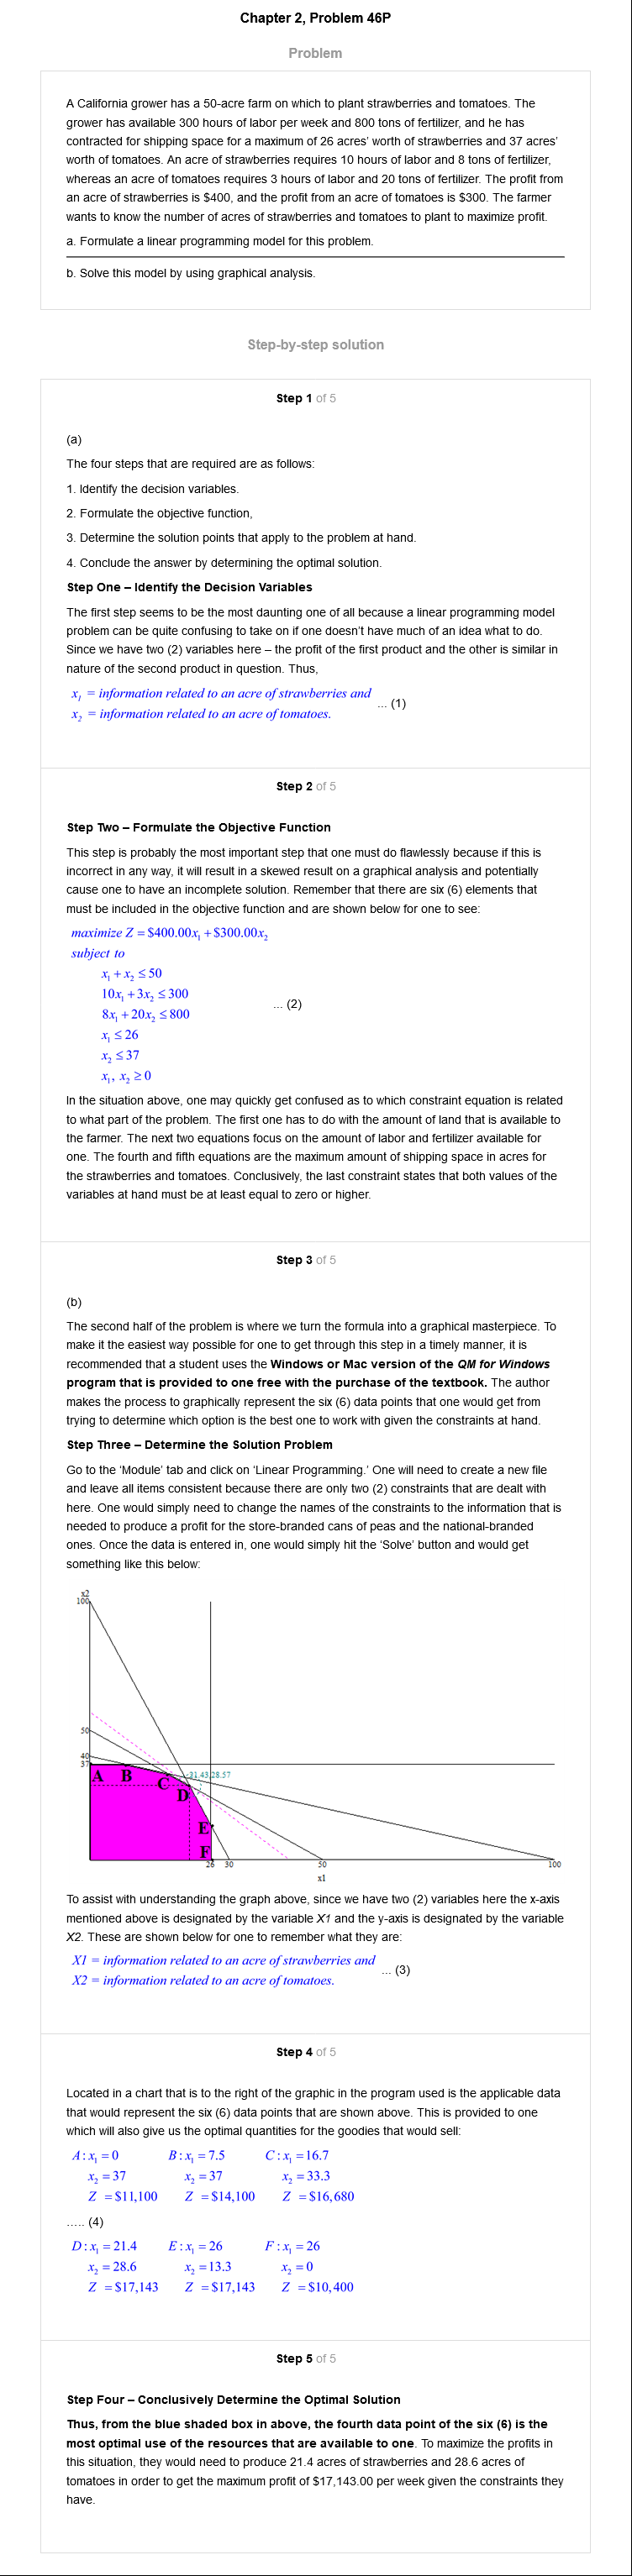 Chapter 2, Problem 46P
Problem
A California grower has a 50-acre farm on which to plant strawberries and tomatoes. The
grower has available 300 hours of labor per week and 800 tons of fertilizer, and he has
contracted for shipping space for a maximum of 26 acres' worth of strawberries and 37 acres'
worth of tomatoes. An acre of strawberries requires 10 hours of labor and 8 tons of fertilizer,
whereas an acre of tomatoes requires 3 hours of labor and 20 tons of fertilizer. The profit from
an acre of strawberries is $400, and the profit from an acre of tomatoes is $300. The farmer
wants to know the number of acres of strawberries and tomatoes to plant to maximize profit.
a. Formulate a linear programming model for this problem.
b. Solve this model by using graphical analysis.
Step-by-step solution
Step 1 of 5
(a)
The four steps that are required are as follows:
1. Identify the decision variables.
2. Formulate the objective function,
3. Determine the solution points that apply to the problem at hand.
4. Conclude the answer by determining the optimal solution.
Step One – Identify the Decision Variables
The first step seems to be the most daunting one of all because a linear programming model
problem can be quite confusing to take on if one doesn't have much of an idea what to do.
Since we have two (2) variables here – the profit of the first product and the other is similar in
nature of the second product in question. Thus,
x₁ = information related to an acre of strawberries and
x₂ = information related to an acre of tomatoes.
... (1)
Step 2 of 5
Step Two – Formulate the Objective Function
This step is probably the most important step that one must do flawlessly because if this is
incorrect in any way, it will result in a skewed result on a graphical analysis and potentially
cause one to have an incomplete solution. Remember that there are six (6) elements that
must be included in the objective function and are shown below for one to see:
maximize Z = $400.00x₁ + $300.00x₂
subject to
x₁ + x₂ ≤ 50
10x₁ + 3x₂ ≤ 300
8x₁ + 20x₂ ≤ 800
... (2)
x₁ ≤ 26
x₂ ≤ 37
x₁, x₂ ≥ 0
In the situation above, one may quickly get confused as to which constraint equation is related
to what part of the problem. The first one has to do with the amount of land that is available to
the farmer. The next two equations focus on the amount of labor and fertilizer available for
one. The fourth and fifth equations are the maximum amount of shipping space in acres for
the strawberries and tomatoes. Conclusively, the last constraint states that both values of the
variables at hand must be at least equal to zero or higher.
Step 3 of 5
(b)
The second half of the problem is where we turn the formula into a graphical masterpiece. To
make it the easiest way possible for one to get through this step in a timely manner, it is
recommended that a student uses the Windows or Mac version of the QM for Windows
program that is provided to one free with the purchase of the textbook. The author
makes the process to graphically represent the six (6) data points that one would get from
trying to determine which option is the best one to work with given the constraints at hand.
Step Three – Determine the Solution Problem
Go to the 'Module' tab and click on 'Linear Programming.' One will need to create a new file
and leave all items consistent because there are only two (2) constraints that are dealt with
here. One would simply need to change the names of the constraints to the information that is
needed to produce a profit for the store-branded cans of peas and the national-branded
ones. Once the data is entered in, one would simply hit the 'Solve' button and would get
something like this below:
x2
100
50
40
37
A B C D E F
21.43,28.57
26 30 50 100
x1
To assist with understanding the graph above, since we have two (2) variables here the x-axis
mentioned above is designated by the variable X1 and the y-axis is designated by the variable
X2. These are shown below for one to remember what they are:
X1 = information related to an acre of strawberries and
X2 = information related to an acre of tomatoes.
... (3)
Step 4 of 5
Located in a chart that is to the right of the graphic in the program used is the applicable data
that would represent the six (6) data points that are shown above. This is provided to one
which will also give us the optimal quantities for the goodies that would sell:
A : x₁ = 0 B : x₁ = 7.5 C : x₁ = 16.7
x₂ = 37 x₂ = 37 x₂ = 33.3
Z = $11,100 Z = $14,100 Z = $16,680
..... (4)
D : x₁ = 21.4 E : x₁ = 26 F : x₁ = 26
x₂ = 28.6 x₂ = 13.3 x₂ = 0
Z = $17,143 Z = $17,143 Z = $10,400
Step 5 of 5
Step Four – Conclusively Determine the Optimal Solution
Thus, from the blue shaded box in above, the fourth data point of the six (6) is the
most optimal use of the resources that are available to one. To maximize the profits in
this situation, they would need to produce 21.4 acres of strawberries and 28.6 acres of
tomatoes in order to get the maximum profit of $17,143.00 per week given the constraints they
have.